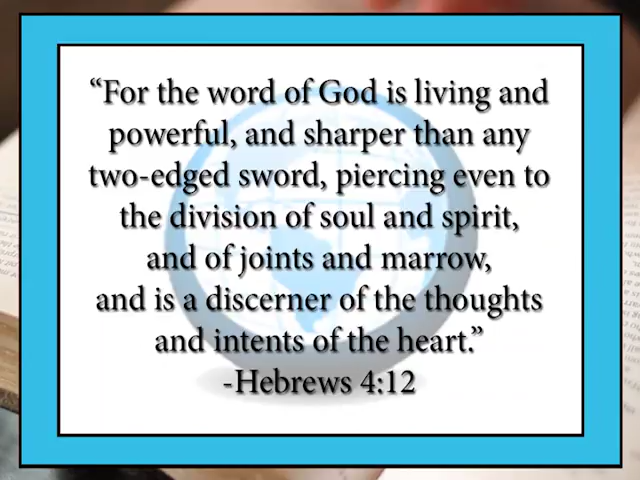 “For the word of God is living and
powerful, and sharper than any
two-edged sword, piercing even to
the division of soul and spirit,
and of joints and marrow,
and is a discerner of the thoughts
and intents of the heart.”
-Hebrews 4:12